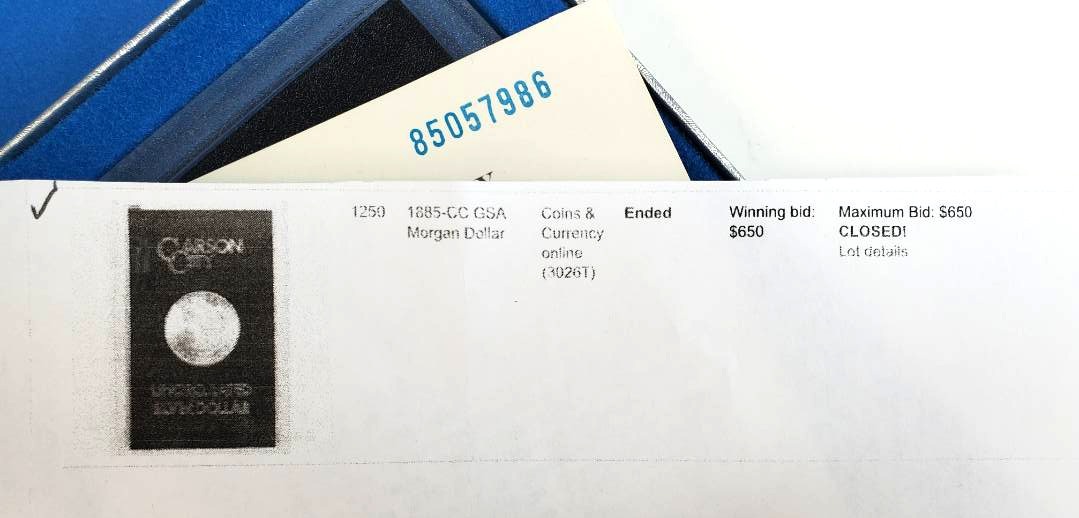 85057986
Y
CARSON
CITY
UNCIRCULATED
SILVER DOLLAR
1250
1885-CC GSA
Morgan Dollar
Coins &
Currency
online
(3026T)
Ended
Winning bid:
$650
Maximum Bid: $650
CLOSED!
Lot details